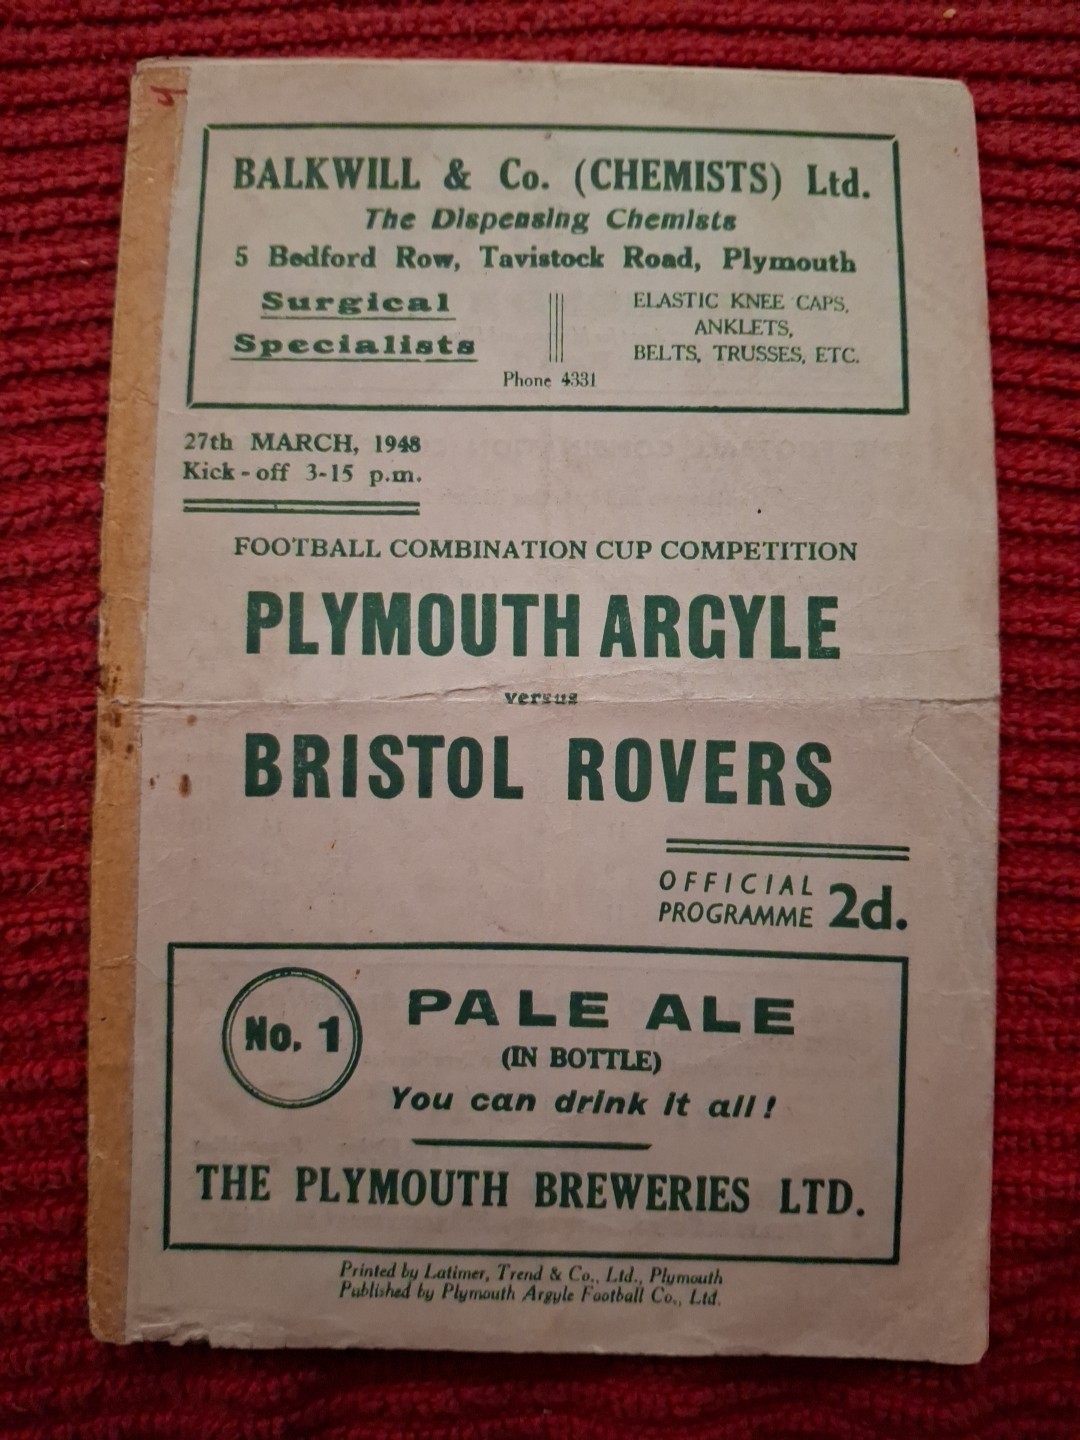 BALKWILL & Co. (CHEMISTS) Ltd.
The Dispensing Chemists
5 Bedford Row, Tavistock Road, Plymouth
Surgical
Specialists
ELASTIC KNEE CAPS,
ANKLETS,
BELTS, TRUSSES, ETC.
Phone 4331
27th MARCH, 1948
Kick-off 3-15 p.m.
FOOTBALL COMBINATION CUP COMPETITION
PLYMOUTH ARGYLE
versus
BRISTOL ROVERS
OFFICIAL
PROGRAMME 2d.
No. 1
PALE ALE
(IN BOTTLE)
You can drink it all!
THE PLYMOUTH BREWERIES LTD.
Printed by Latimer, Trend & Co., Ltd., Plymouth
Published by Plymouth Argyle Football Co., Ltd.